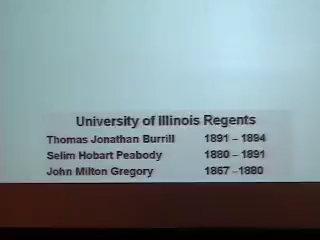 University of Illinois Regents
Thomas Jonathan Burrill 1891 – 1894
Selim Hobart Peabody 1880 – 1891
John Milton Gregory 1867 –1880